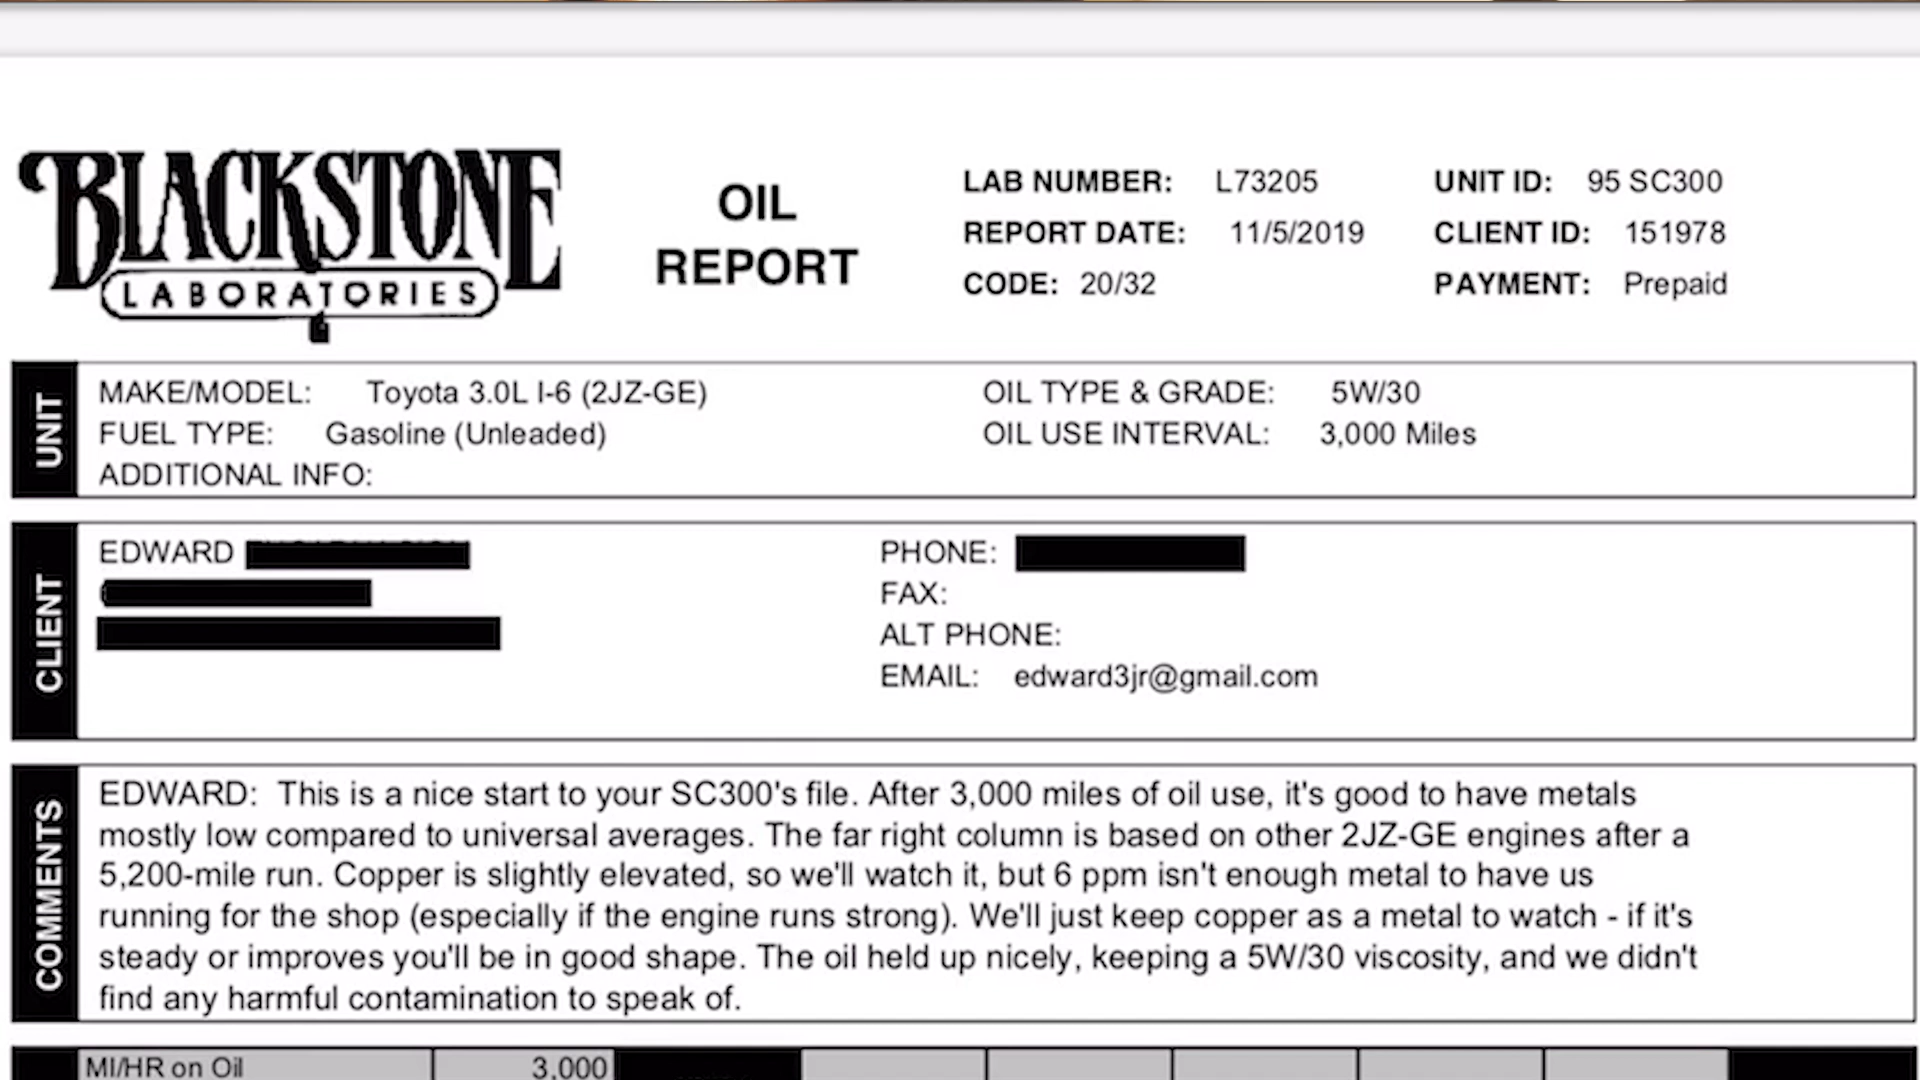 BLACKSTONE
LABORATORIES
OIL
REPORT
LAB NUMBER: L73205
REPORT DATE: 11/5/2019
CODE: 20/32
UNIT ID: 95 SC300
CLIENT ID: 151978
PAYMENT: Prepaid
UNIT
MAKE/MODEL: Toyota 3.0L I-6 (2JZ-GE)
FUEL TYPE: Gasoline (Unleaded)
ADDITIONAL INFO:
OIL TYPE & GRADE: 5W/30
OIL USE INTERVAL: 3,000 Miles
CLIENT
EDWARD
PHONE:
FAX:
ALT PHONE:
EMAIL: edward3jr@gmail.com
COMMENTS
EDWARD: This is a nice start to your SC300's file. After 3,000 miles of oil use, it's good to have metals
mostly low compared to universal averages. The far right column is based on other 2JZ-GE engines after a
5,200-mile run. Copper is slightly elevated, so we'll watch it, but 6 ppm isn't enough metal to have us
running for the shop (especially if the engine runs strong). We'll just keep copper as a metal to watch - if it's
steady or improves you'll be in good shape. The oil held up nicely, keeping a 5W/30 viscosity, and we didn't
find any harmful contamination to speak of.
MI/HR on Oil 3,000